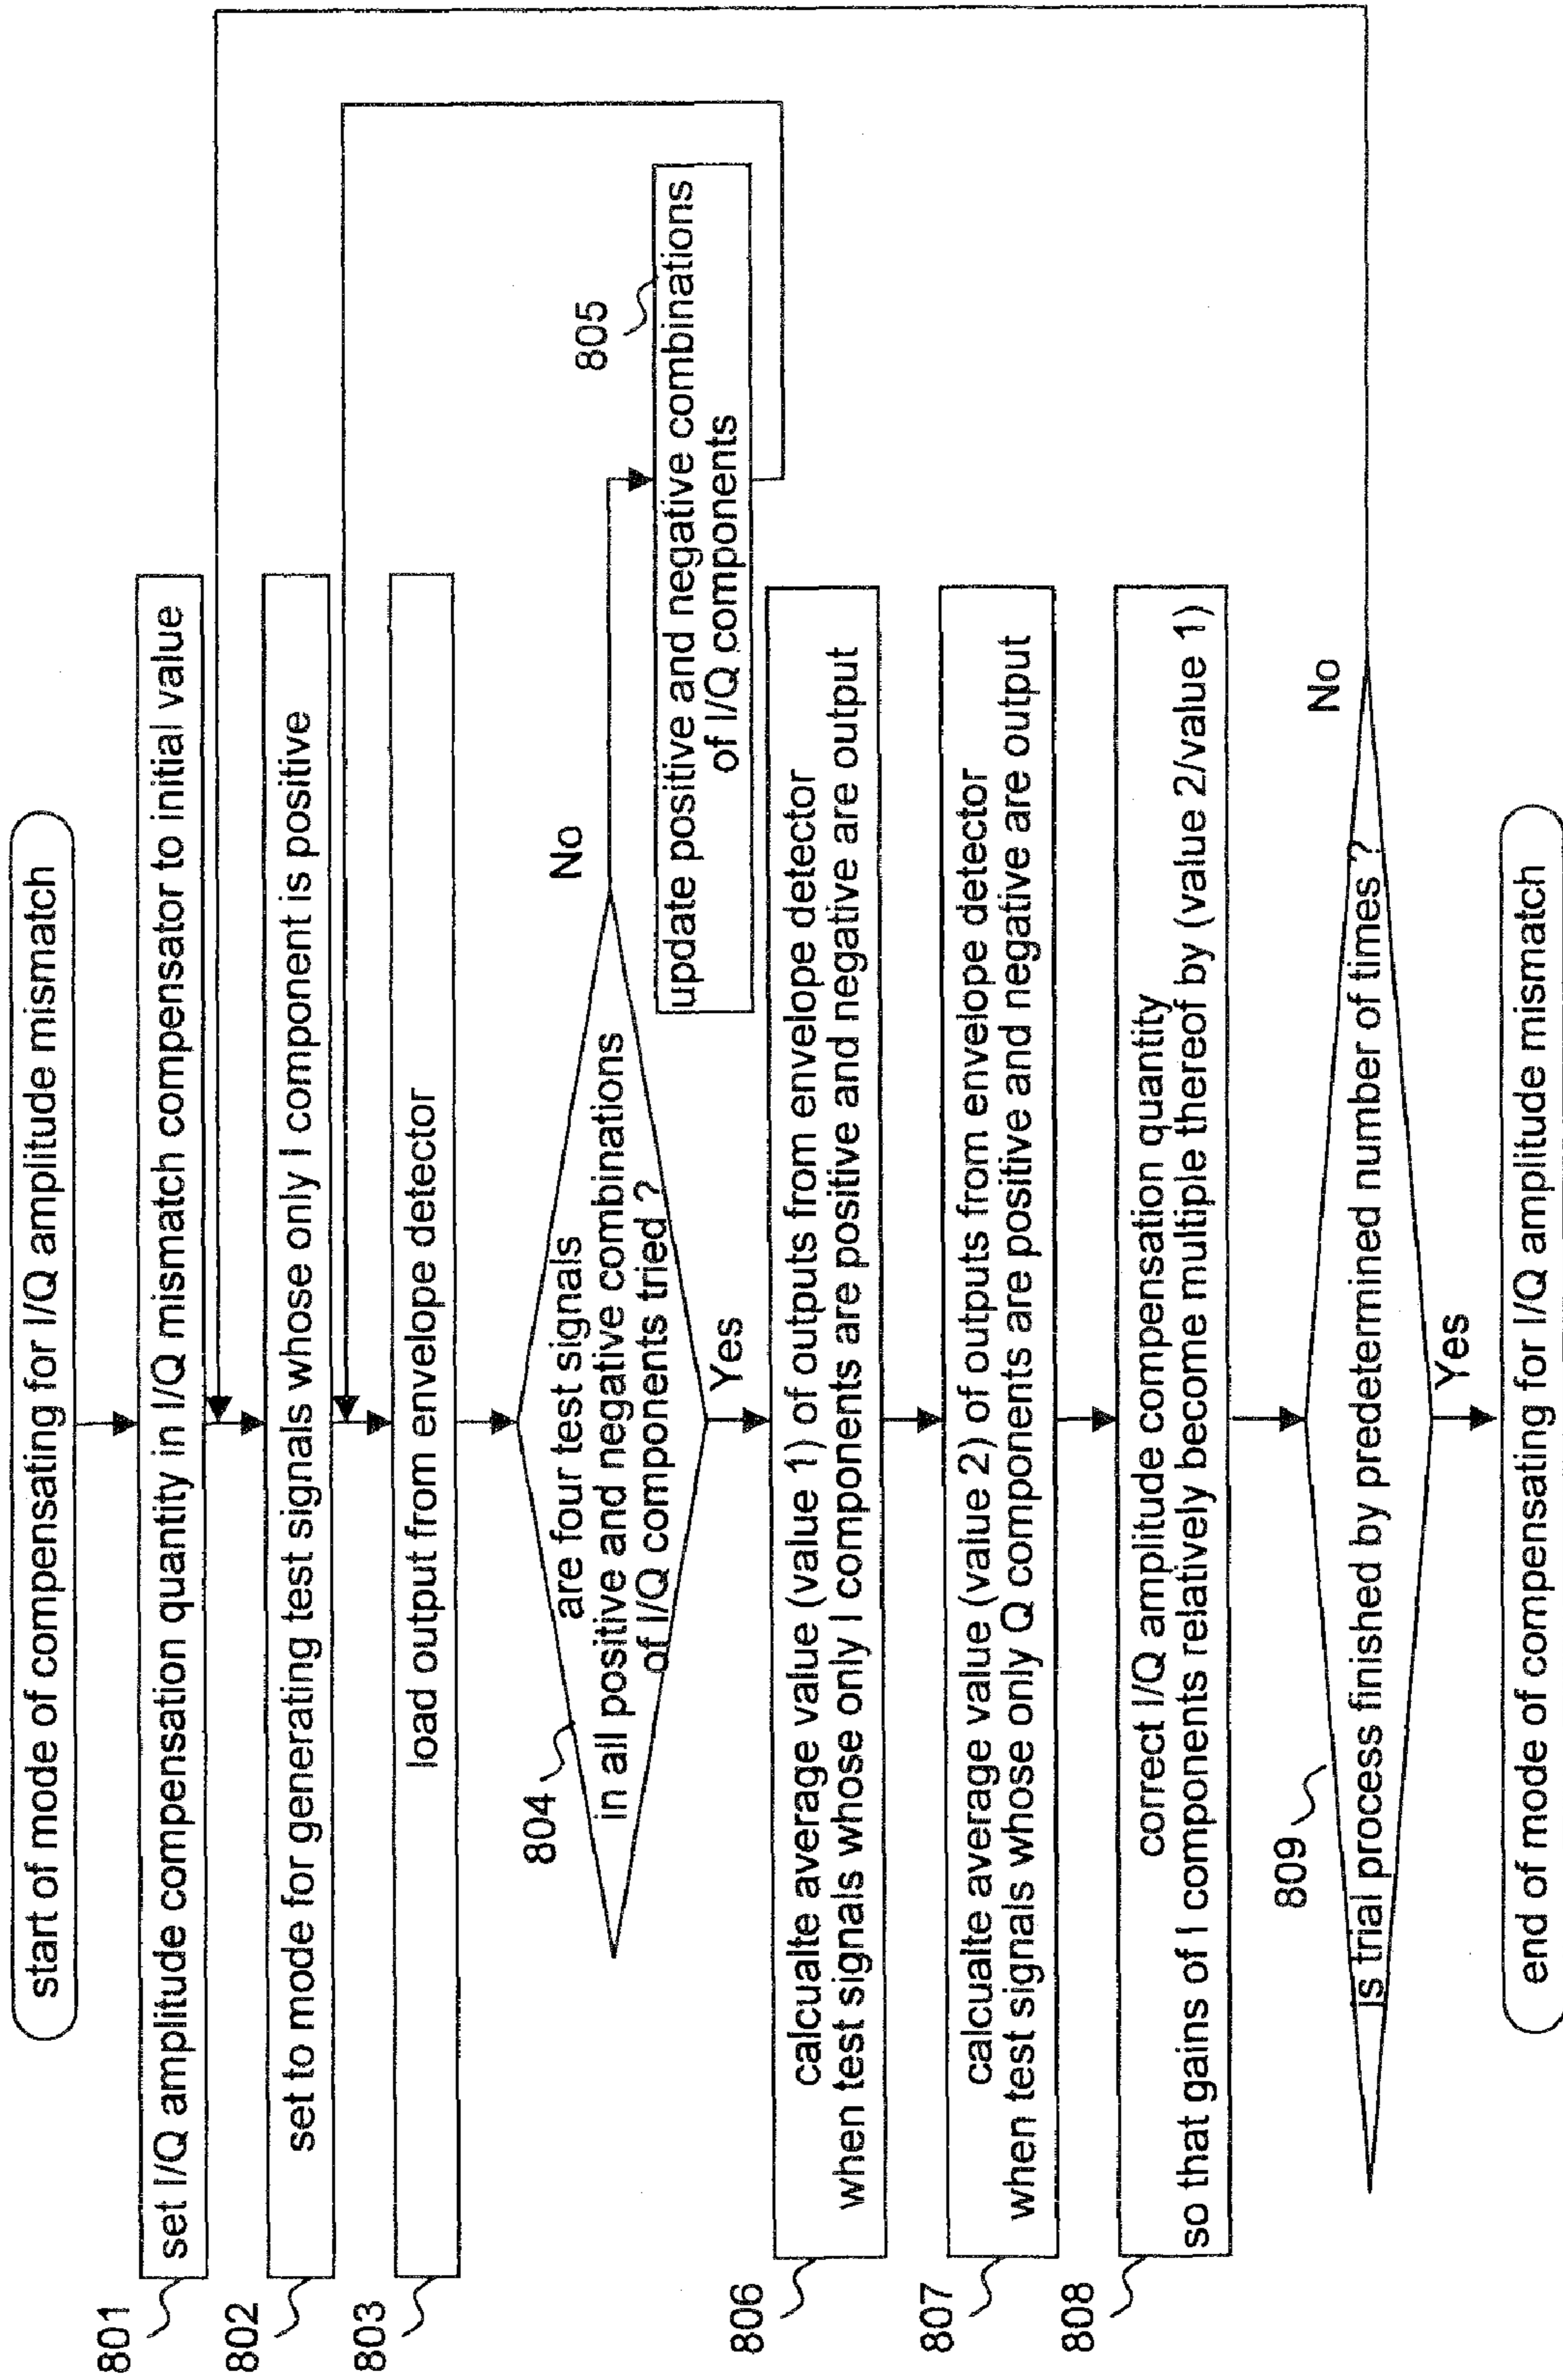 start of mode of compensating for I/Q amplitude mismatch
801
set I/Q amplitude compensation quantity in I/Q mismatch compensator to initial value
802
set to mode for generating test signals whose only I component is positive
803
load output from envelope detector
804
are four test signals
in all positive and negative combinations
of I/Q components tried ?
No
805
update positive and negative combinations
of I/Q components
Yes
806
calcualte average value (value 1) of outputs from envelope detector
when test signals whose only I components are positive and negative are output
807
calcualte average value (value 2) of outputs from envelope detector
when test signals whose only Q components are positive and negative are output
808
correct I/Q amplitude compensation quantity
so that gains of I components relatively become multiple thereof by (value 2/value 1)
809
is trial process finished by predetermined number of times ?
No
Yes
end of mode of compensating for I/Q amplitude mismatch